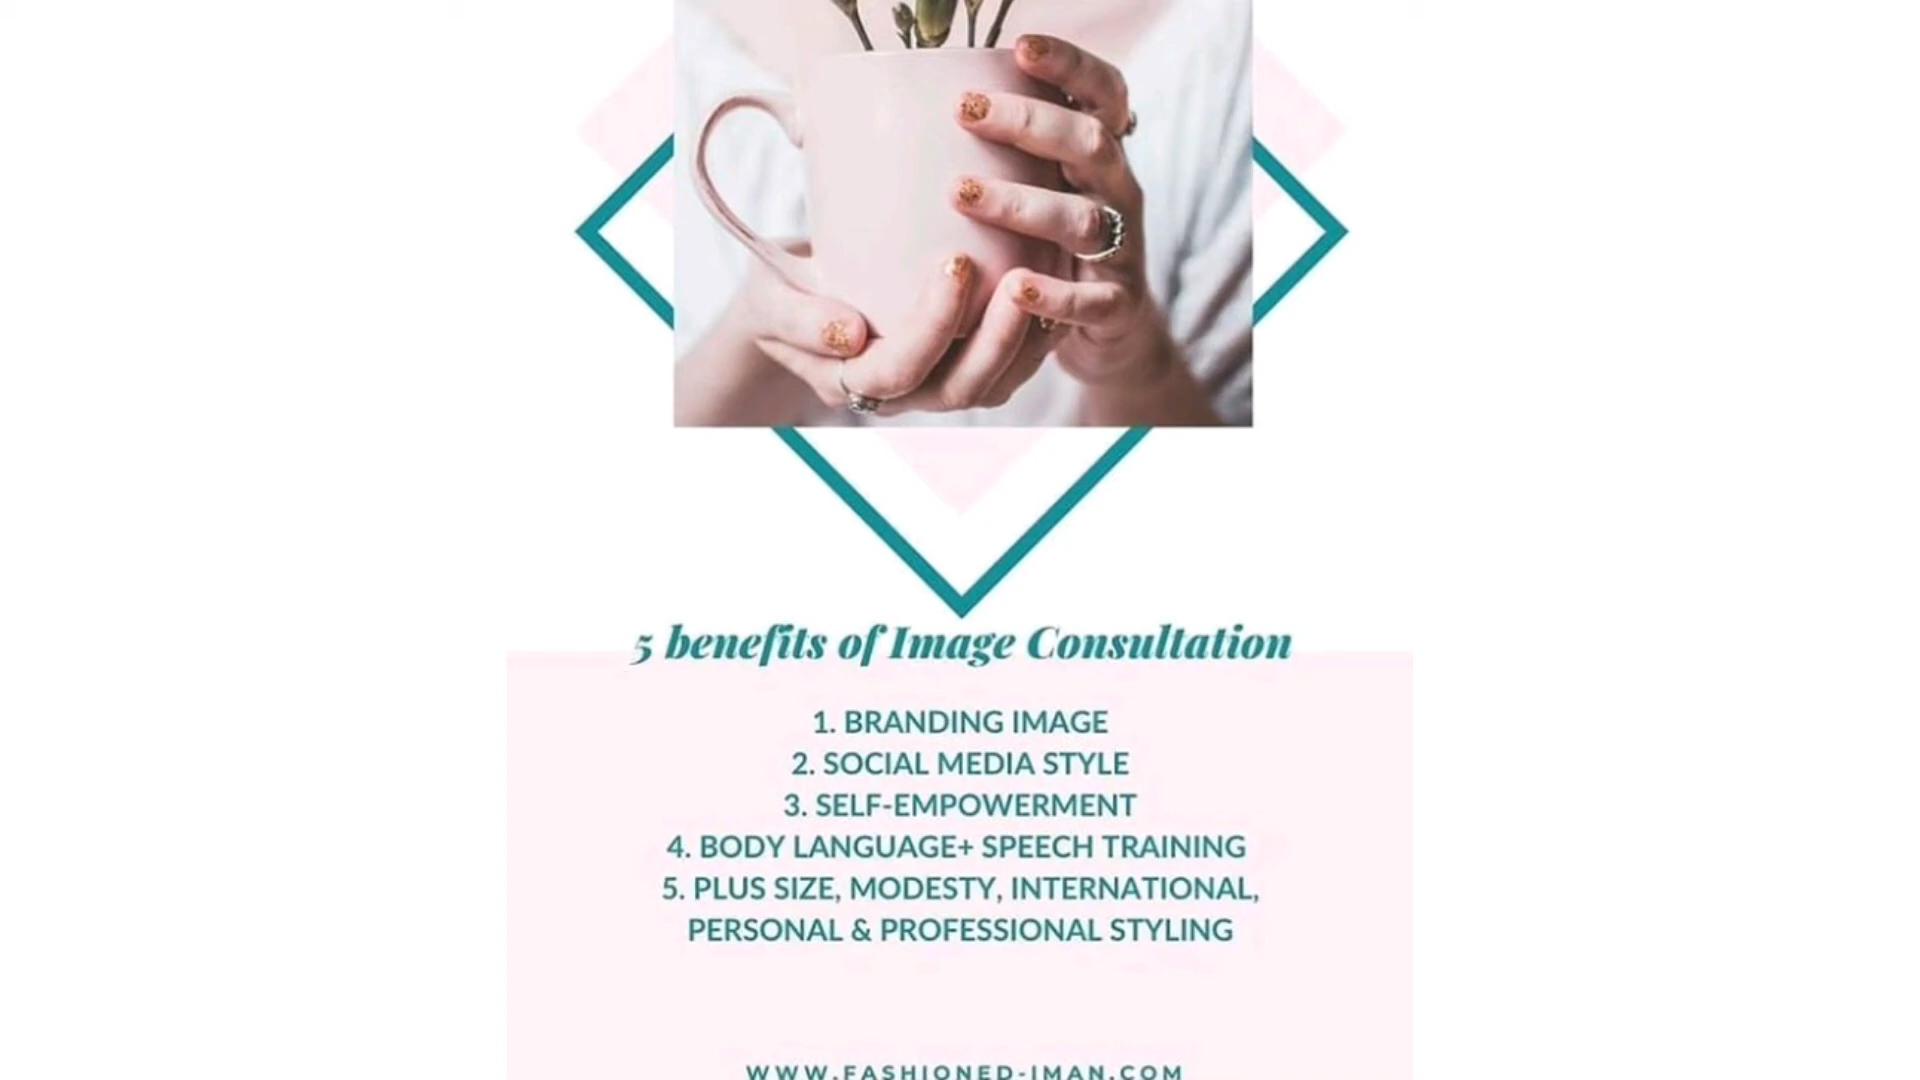 5 benefits of Image Consultation
1. BRANDING IMAGE
2. SOCIAL MEDIA STYLE
3. SELF-EMPOWERMENT
4. BODY LANGUAGE+ SPEECH TRAINING
5. PLUS SIZE, MODESTY, INTERNATIONAL,
PERSONAL & PROFESSIONAL STYLING
WWW.FASHIONED-IMAN.COM